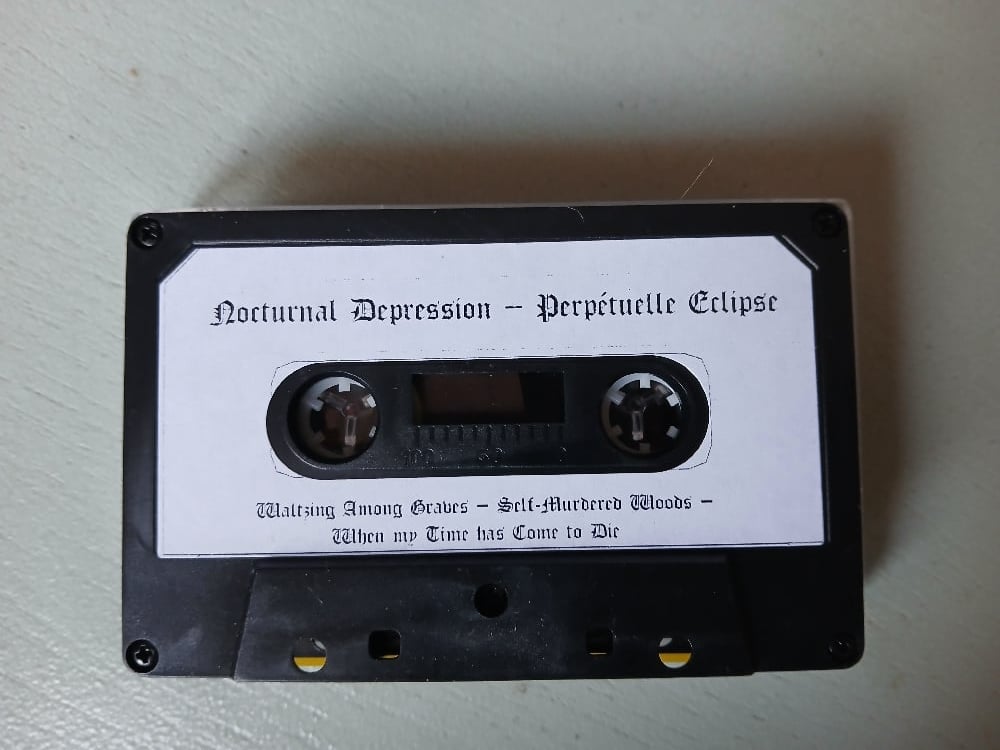 Nocturnal Depression – Perpétuelle Eclipse
Waltzing Among Graves – Self-Murdered Woods –
When my Time has Come to Die